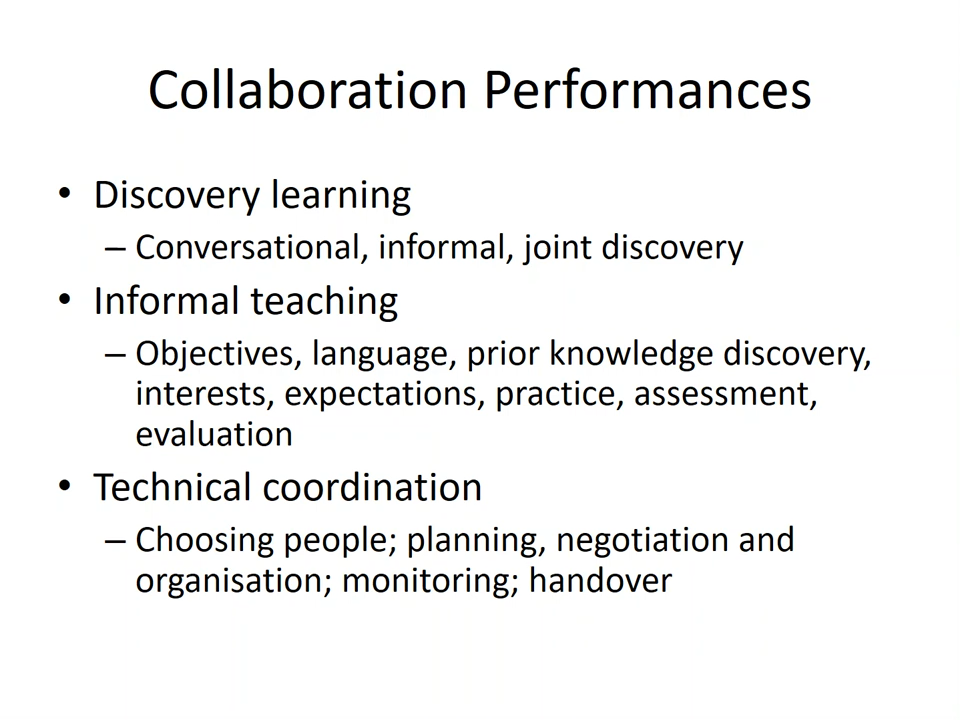 Collaboration Performances
• Discovery learning
– Conversational, informal, joint discovery
• Informal teaching
– Objectives, language, prior knowledge discovery,
interests, expectations, practice, assessment,
evaluation
• Technical coordination
– Choosing people; planning, negotiation and
organisation; monitoring; handover